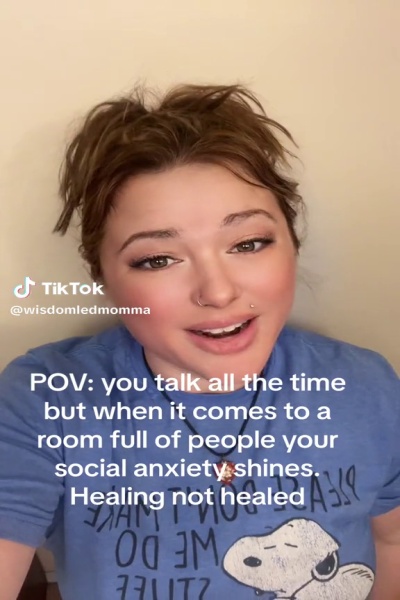 TikTok
@wisdomledmomma
POV: you talk all the time
but when it comes to a
room full of people your
social anxiety shines.
Healing not healed
PLEASE DON'T MAKE
ME DO
STUFF